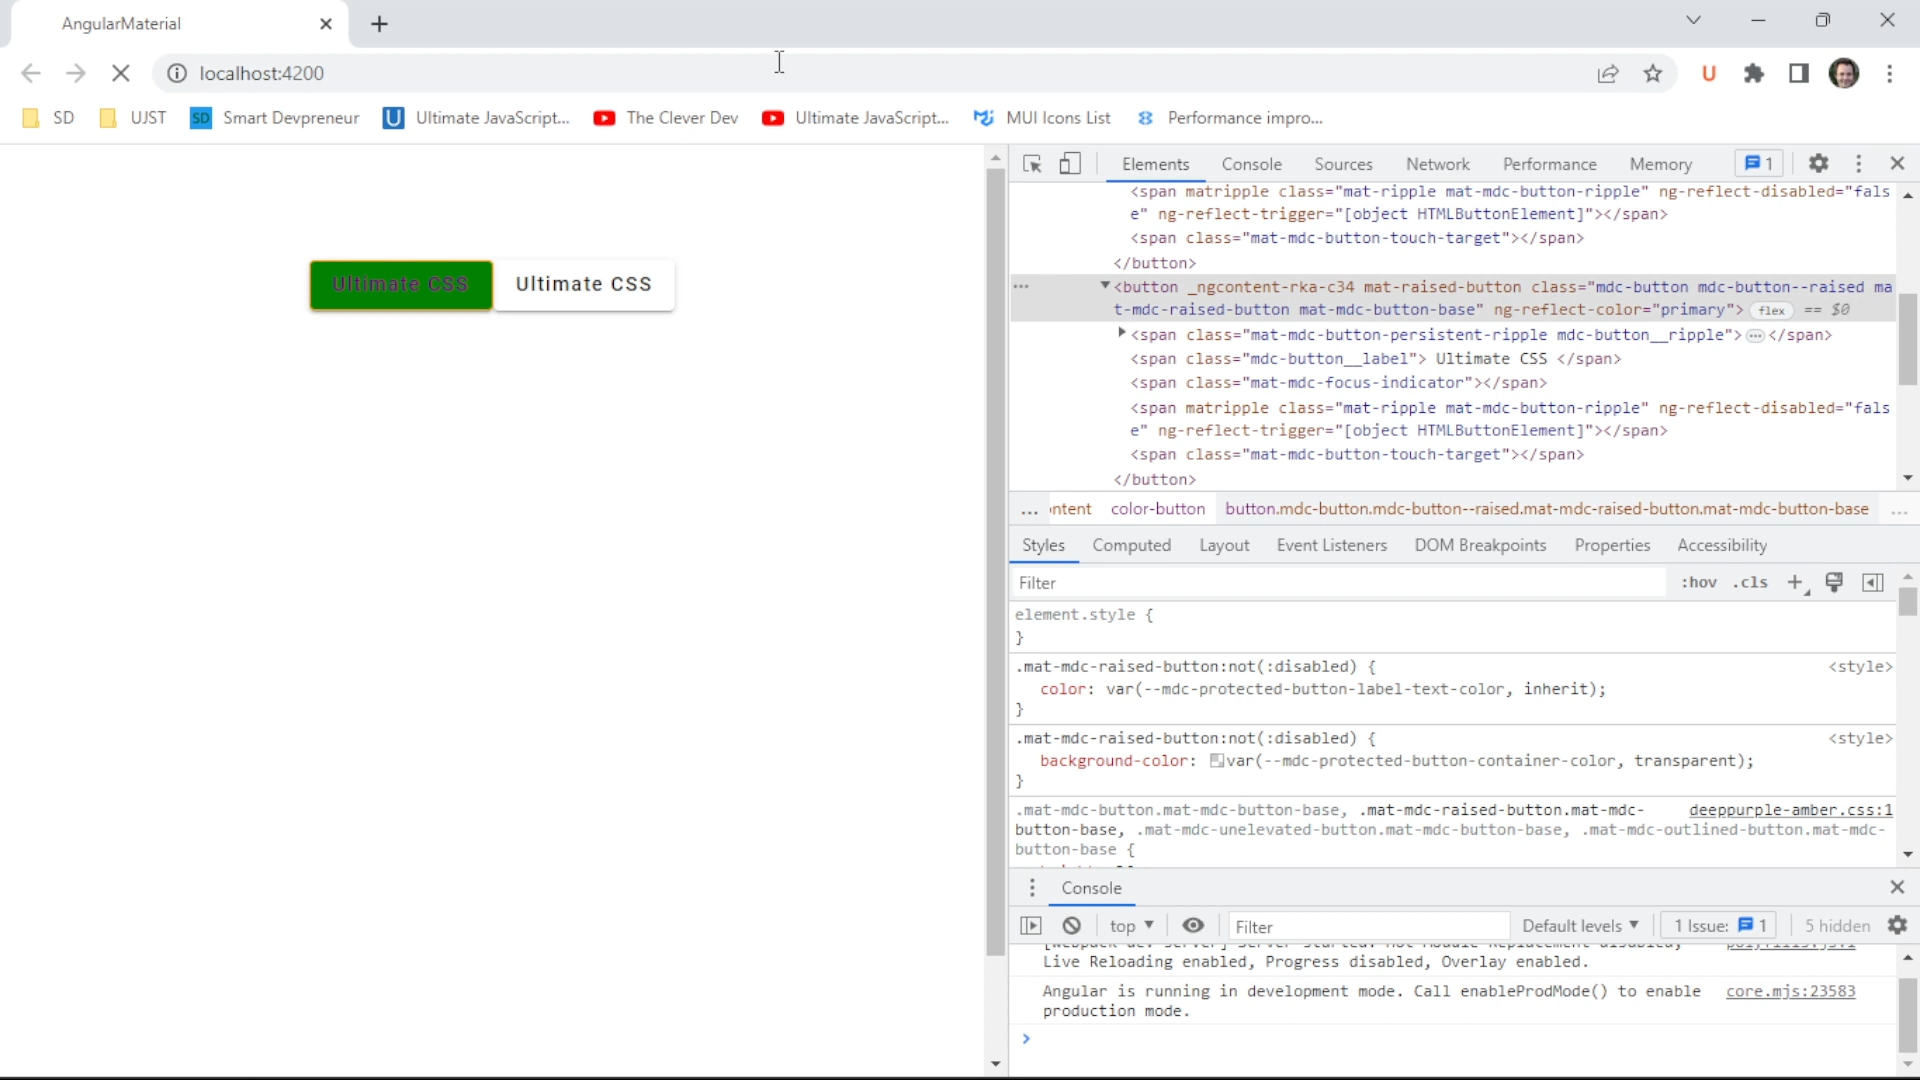 AngularMaterial
localhost:4200
SD
UJST
Smart Devpreneur
Ultimate JavaScript...
The Clever Dev
Ultimate JavaScript...
MUI Icons List
Performance impro...
Ultimate CSS
Ultimate CSS
Elements
Console
Sources
Network
Performance
Memory
1
<span matripple class="mat-ripple mat-mdc-button-ripple" ng-reflect-disabled="fals
e" ng-reflect-trigger="[object HTMLButtonElement]"></span>
<span class="mat-mdc-button-touch-target"></span>
</button>
<button _ngcontent-rka-c34 mat-raised-button class="mdc-button mdc-button--raised ma
t-mdc-raised-button mat-mdc-button-base" ng-reflect-color="primary"> flex == $0
<span class="mat-mdc-button-persistent-ripple mdc-button__ripple">…</span>
<span class="mdc-button__label"> Ultimate CSS </span>
<span class="mat-mdc-focus-indicator"></span>
<span matripple class="mat-ripple mat-mdc-button-ripple" ng-reflect-disabled="fals
e" ng-reflect-trigger="[object HTMLButtonElement]"></span>
<span class="mat-mdc-button-touch-target"></span>
</button>
... ontent color-button button.mdc-button.mdc-button--raised.mat-mdc-raised-button.mat-mdc-button-base ...
Styles
Computed
Layout
Event Listeners
DOM Breakpoints
Properties
Accessibility
Filter
:hov .cls
element.style {
}
.mat-mdc-raised-button:not(:disabled) { <style>
color: var(--mdc-protected-button-label-text-color, inherit);
}
.mat-mdc-raised-button:not(:disabled) { <style>
background-color: var(--mdc-protected-button-container-color, transparent);
}
.mat-mdc-button.mat-mdc-button-base, .mat-mdc-raised-button.mat-mdc- deeppurple-amber.css:1
button-base, .mat-mdc-unelevated-button.mat-mdc-button-base, .mat-mdc-outlined-button.mat-mdc-
button-base {
Console
top
Filter
Default levels
1 Issue: 1
5 hidden
Live Reloading enabled, Progress disabled, Overlay enabled.
Angular is running in development mode. Call enableProdMode() to enable core.mjs:23583
production mode.